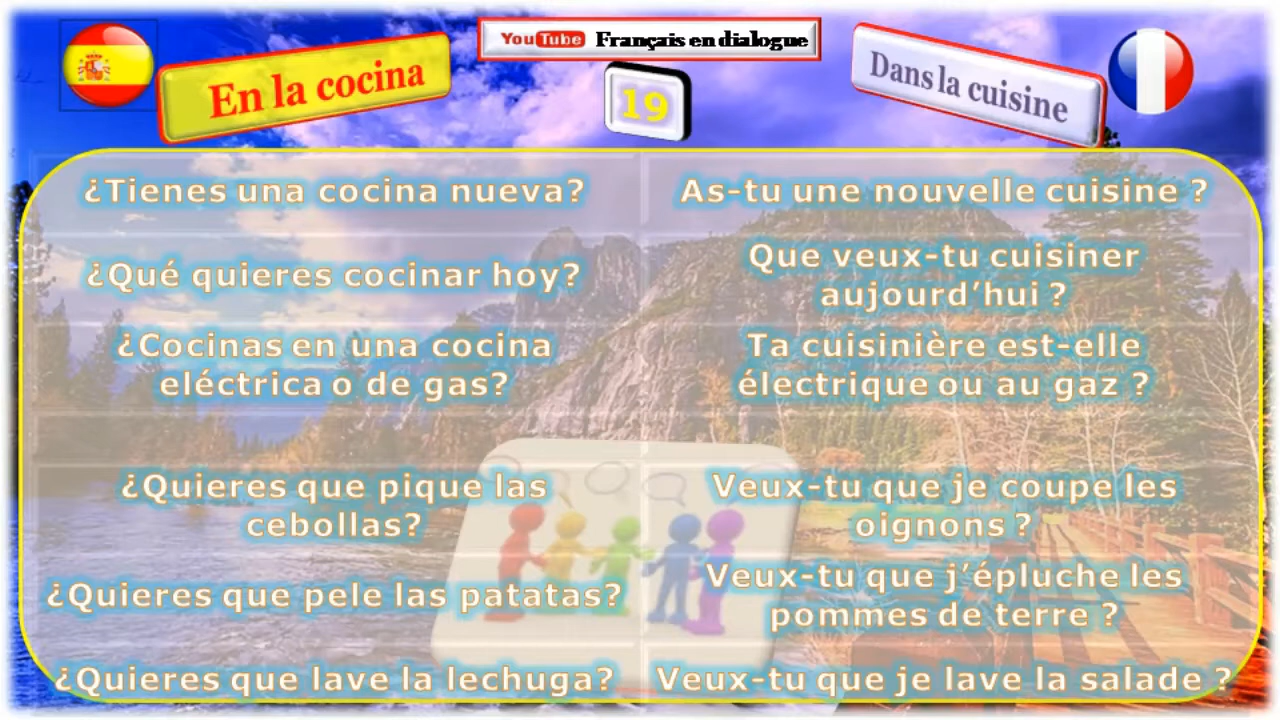 YouTube Français en dialogue
En la cocina
19
Dans la cuisine
¿Tienes una cocina nueva?
As-tu une nouvelle cuisine ?
¿Qué quieres cocinar hoy?
Que veux-tu cuisiner
aujourd’hui ?
¿Cocinas en una cocina
eléctrica o de gas?
Ta cuisinière est-elle
électrique ou au gaz ?
¿Quieres que pique las
cebollas?
Veux-tu que je coupe les
oignons ?
¿Quieres que pele las patatas?
Veux-tu que j’épluche les
pommes de terre ?
¿Quieres que lave la lechuga?
Veux-tu que je lave la salade ?